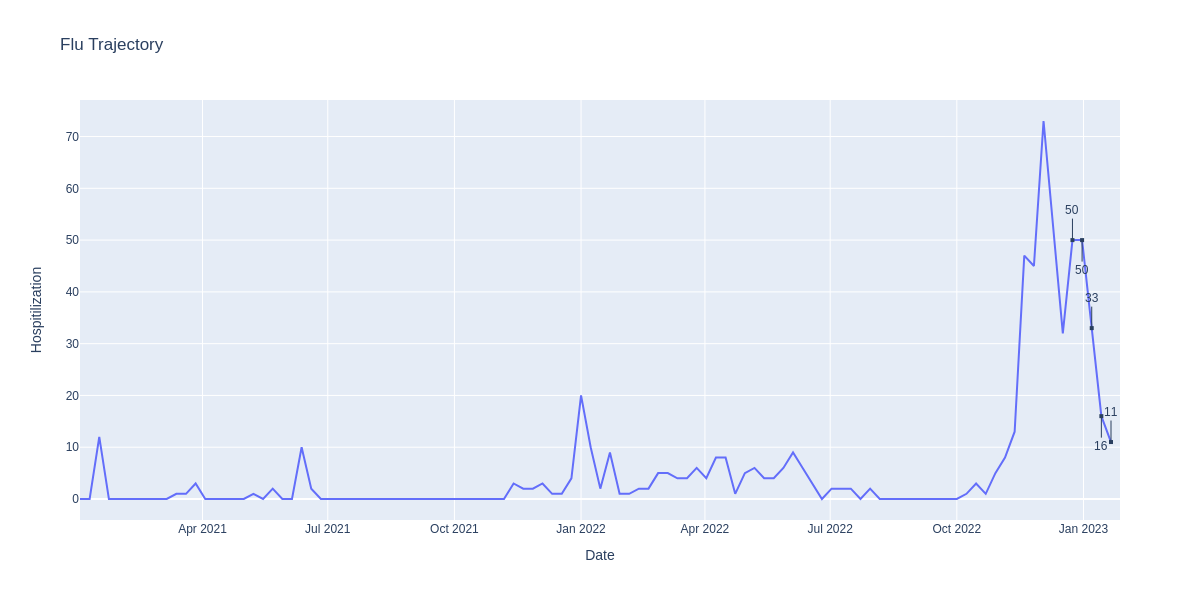 Flu Trajectory
70
60
50
40
30
20
10
0
Hospitilization
50
50
33
16
11
Apr 2021
Jul 2021
Oct 2021
Jan 2022
Apr 2022
Jul 2022
Oct 2022
Jan 2023
Date